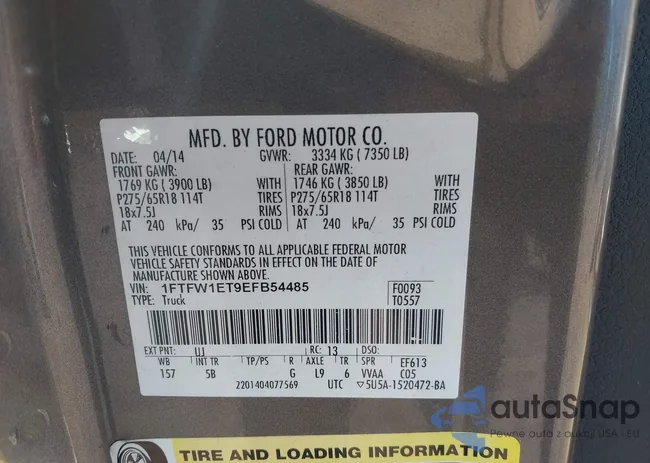 MFD. BY FORD MOTOR CO.
DATE: 04/14 GVWR: 3334 KG ( 7350 LB)
FRONT GAWR: REAR GAWR:
1769 KG ( 3900 LB) WITH 1746 KG ( 3850 LB) WITH
P275/65R18 114T TIRES P275/65R18 114T TIRES
18x7.5J RIMS 18x7.5J RIMS
AT 240 kPa/ 35 PSI COLD AT 240 kPa/ 35 PSI COLD
THIS VEHICLE CONFORMS TO ALL APPLICABLE FEDERAL MOTOR
VEHICLE SAFETY STANDARDS IN EFFECT ON THE DATE OF
MANUFACTURE SHOWN ABOVE.
VIN: 1FTFW1ET9EFB54485 F0093
TYPE: Truck T0557
EXT PNT: UJ RC: 13 DSO:
WB INT TR TP/PS R AXLE TR SPR EF613
157 5B G L9 6 VVAA C05
2201404077569 UTC ▽5U5A-1520472-BA
autoSnap
Pewne auto z aukcji USA - EU
TIRE AND LOADING INFORMATION